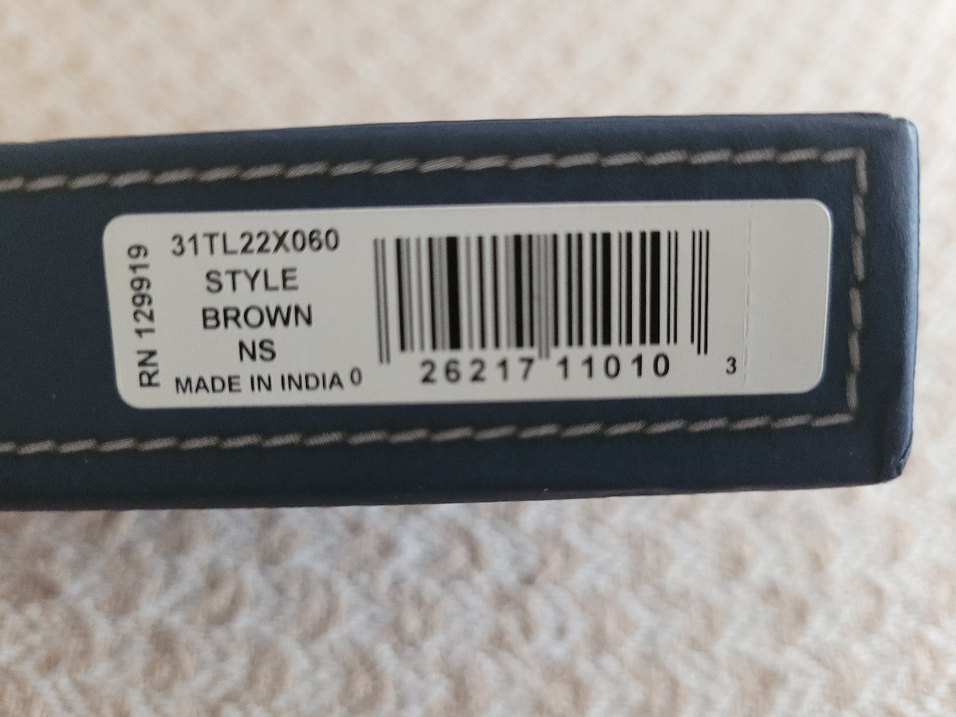 RN 129919
31TL22X060
STYLE
BROWN
NS
MADE IN INDIA
0 26217 11010 3